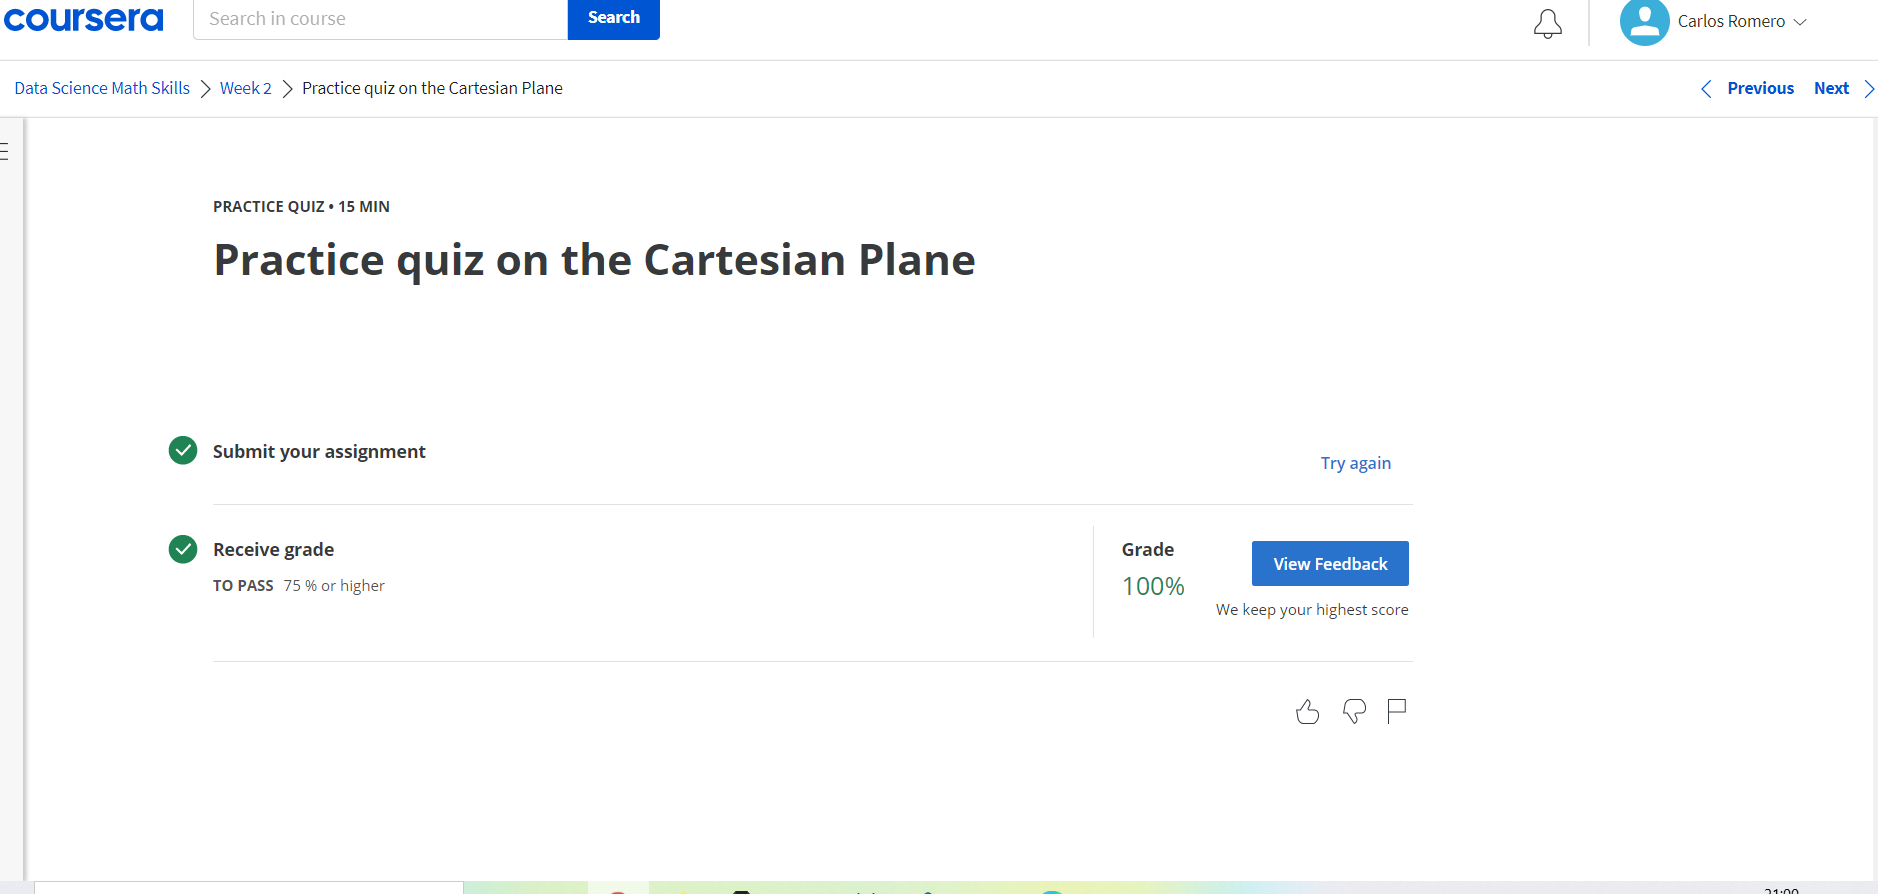 coursera
Search in course
Search
Carlos Romero
Data Science Math Skills
Week 2
Practice quiz on the Cartesian Plane
Previous
Next
PRACTICE QUIZ • 15 MIN
Practice quiz on the Cartesian Plane
Submit your assignment
Try again
Receive grade
TO PASS 75 % or higher
Grade
100%
View Feedback
We keep your highest score